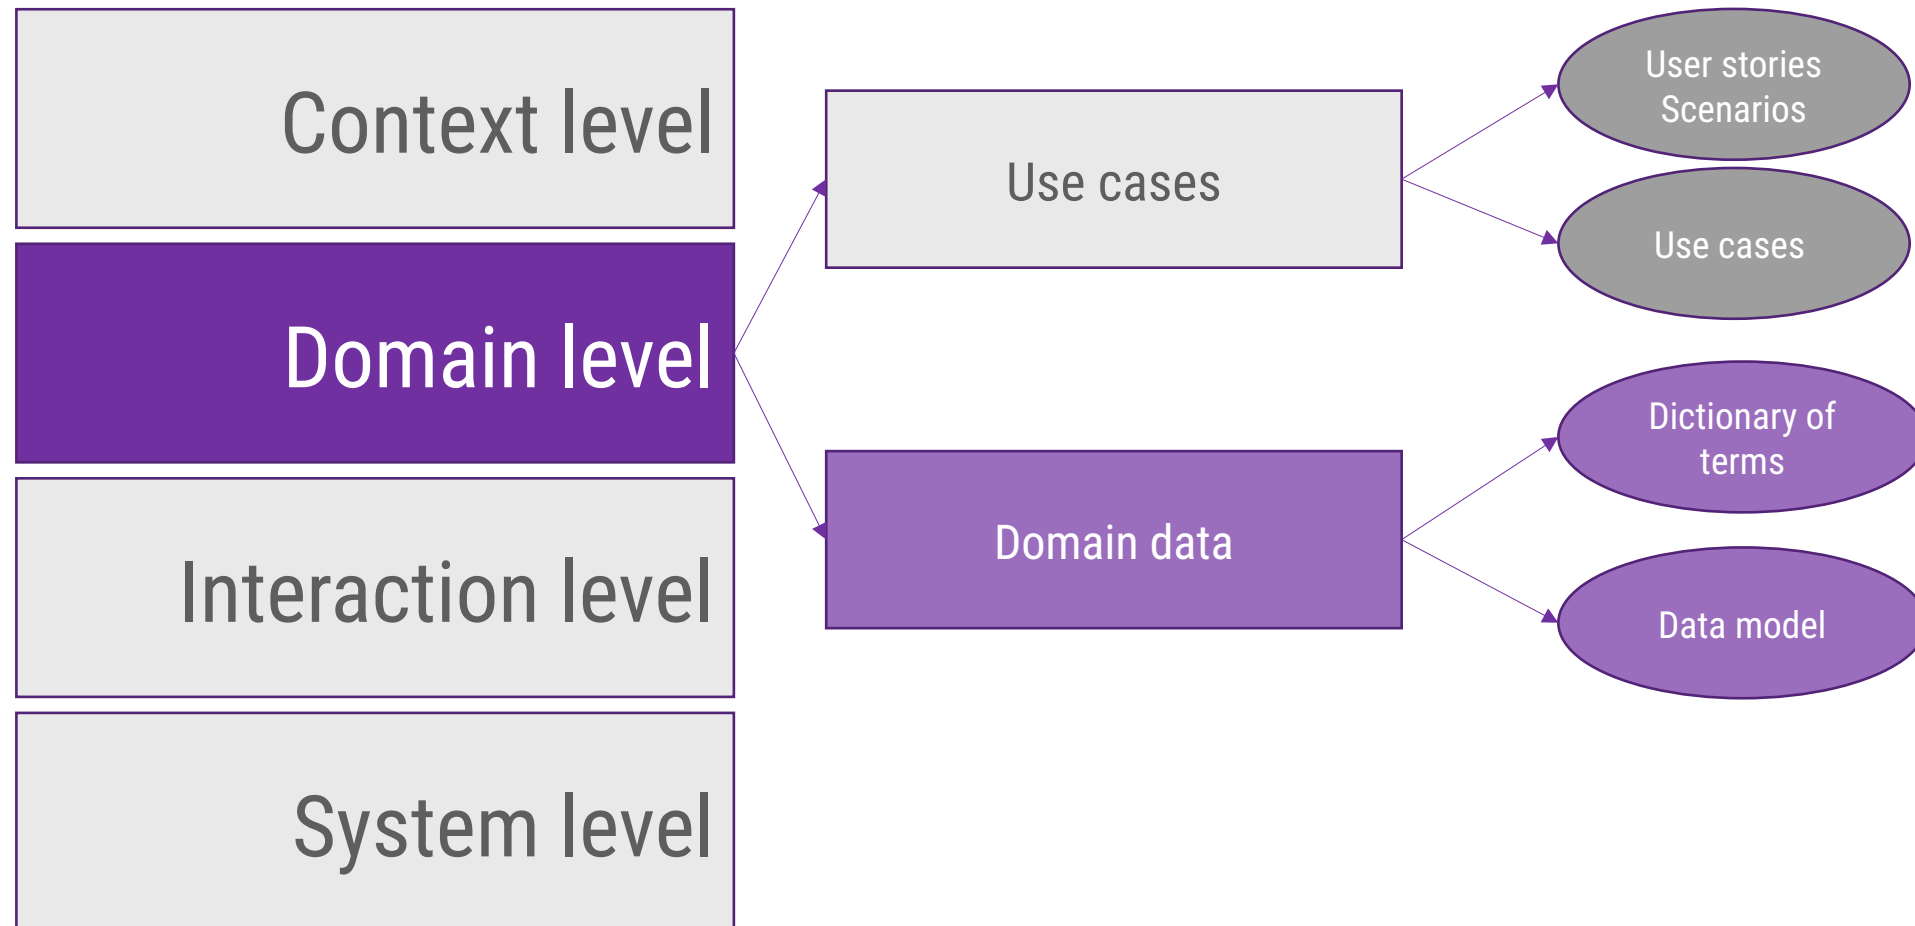 Context level
Domain level
Interaction level
System level
Use cases
Domain data
User stories
Scenarios
Use cases
Dictionary of
terms
Data model